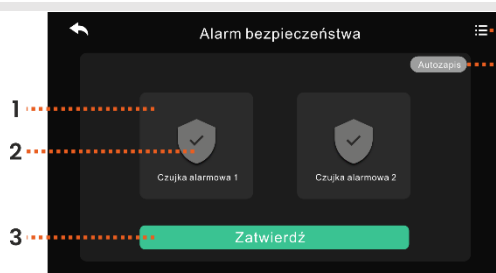 Alarm bezpieczeństwa
Autozapis
1
2
Czujka alarmowa 1
Czujka alarmowa 2
3
Zatwierdź